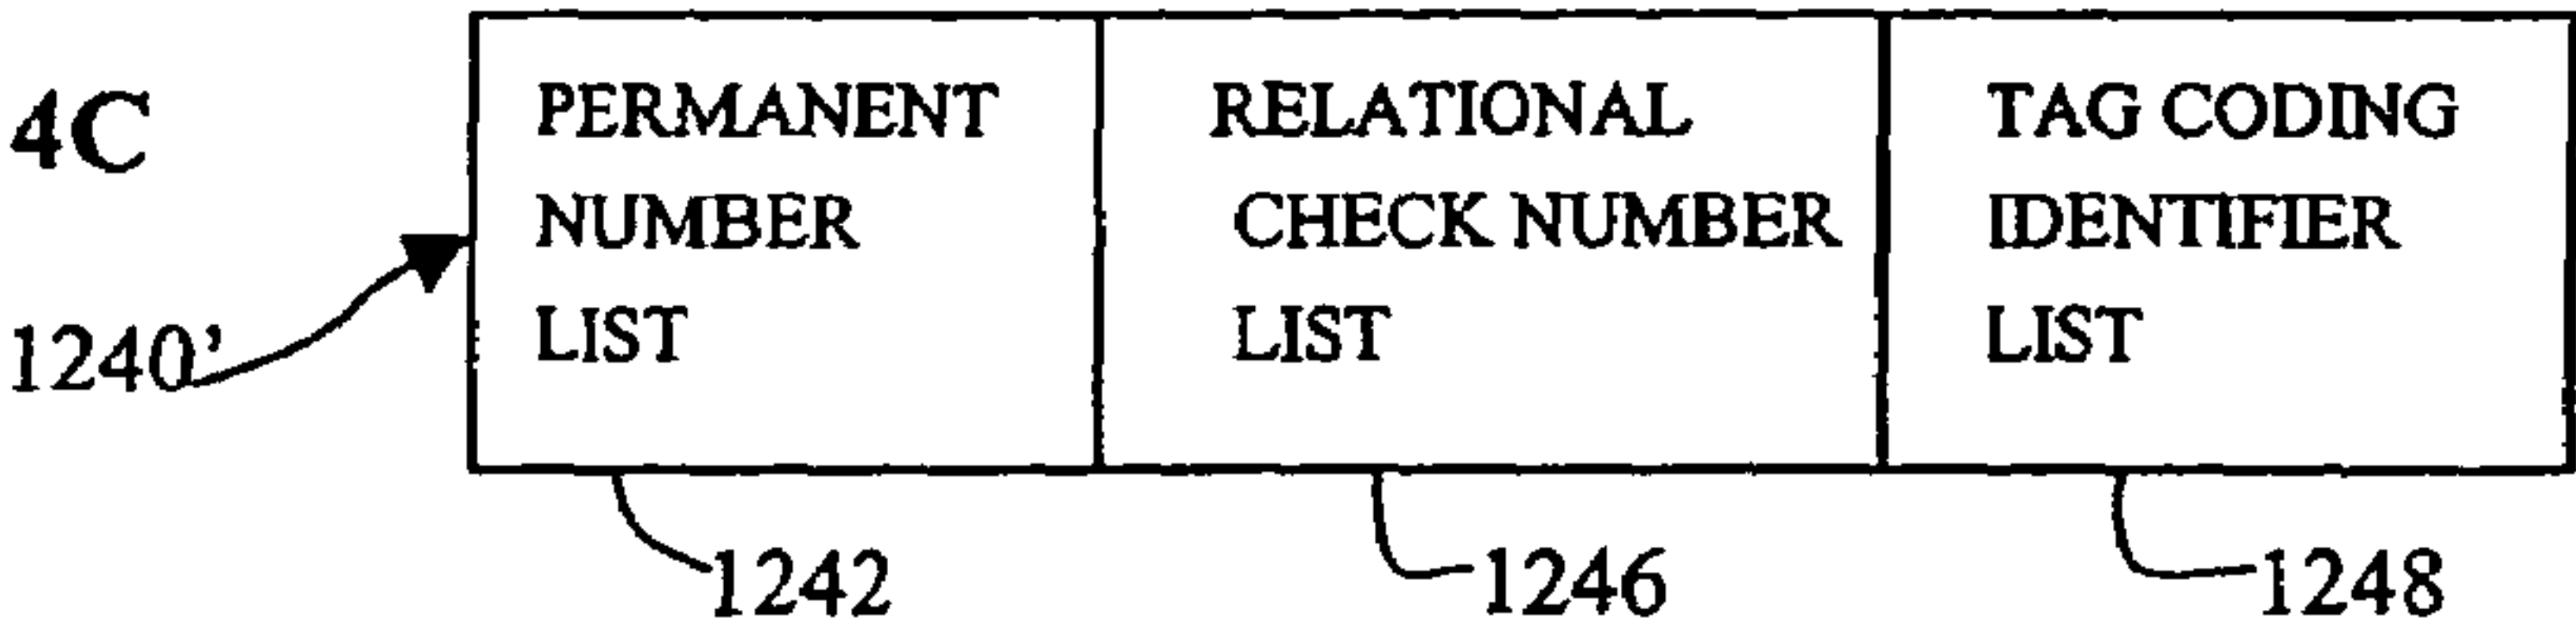 4C
1240’
PERMANENT
NUMBER
LIST
RELATIONAL
CHECK NUMBER
LIST
TAG CODING
IDENTIFIER
LIST
1242
1246
1248